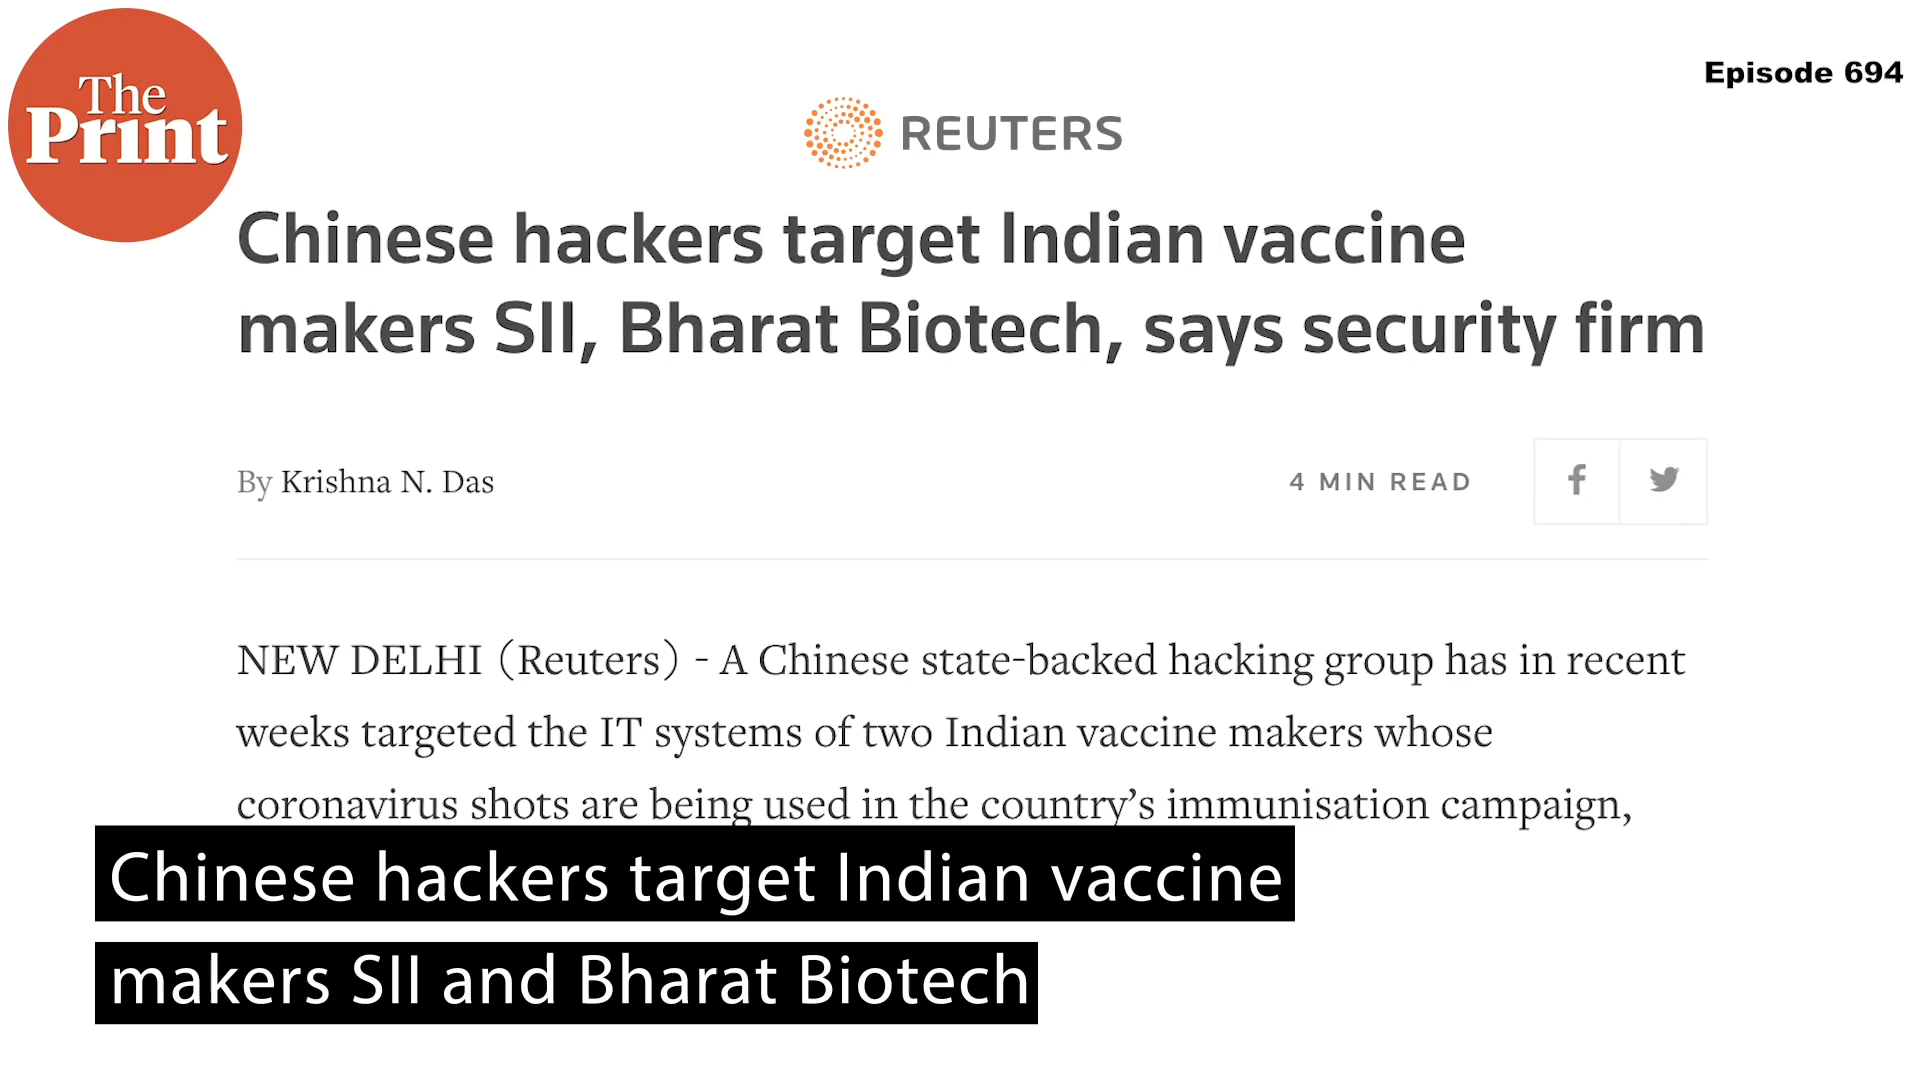 The
Print
Episode 694
REUTERS
Chinese hackers target Indian vaccine
makers SII, Bharat Biotech, says security firm
By Krishna N. Das
4 MIN READ
NEW DELHI (Reuters) - A Chinese state-backed hacking group has in recent
weeks targeted the IT systems of two Indian vaccine makers whose
coronavirus shots are being used in the country’s immunisation campaign,
Chinese hackers target Indian vaccine
makers SII and Bharat Biotech